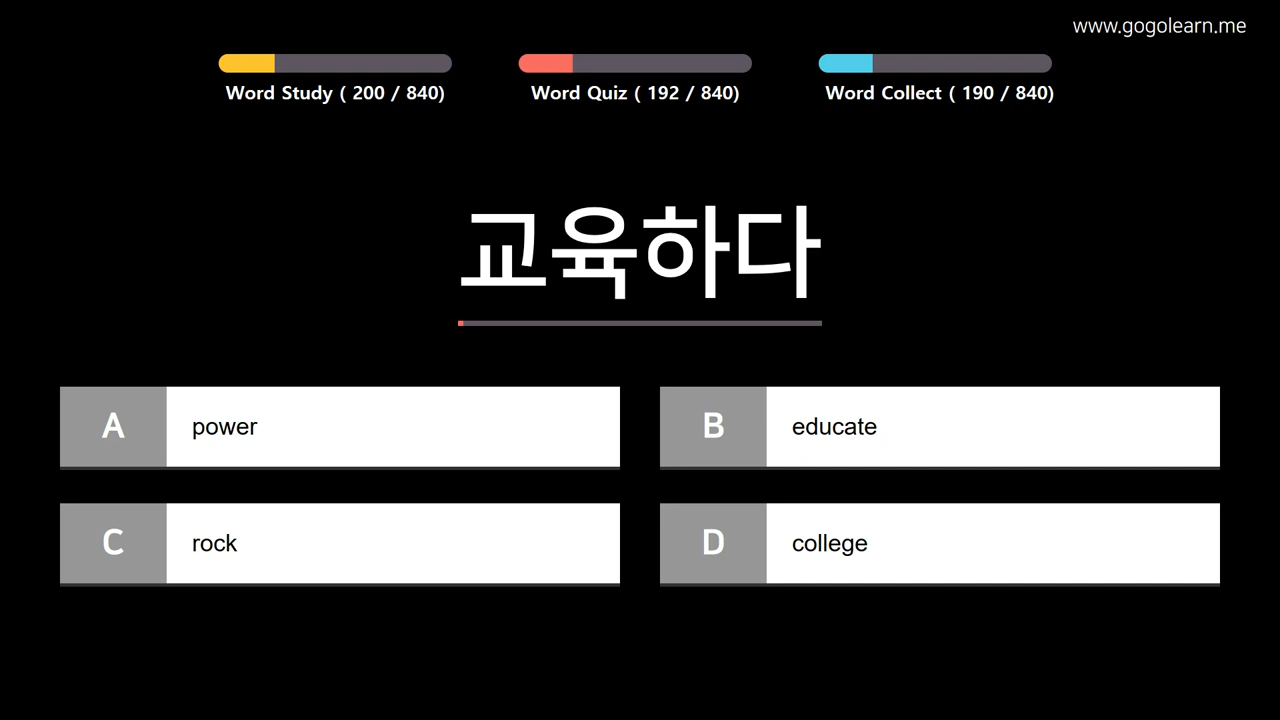 www.gogolearn.me
Word Study ( 200 / 840)
Word Quiz ( 192 / 840)
Word Collect ( 190 / 840)
교육하다
A power
B educate
C rock
D college